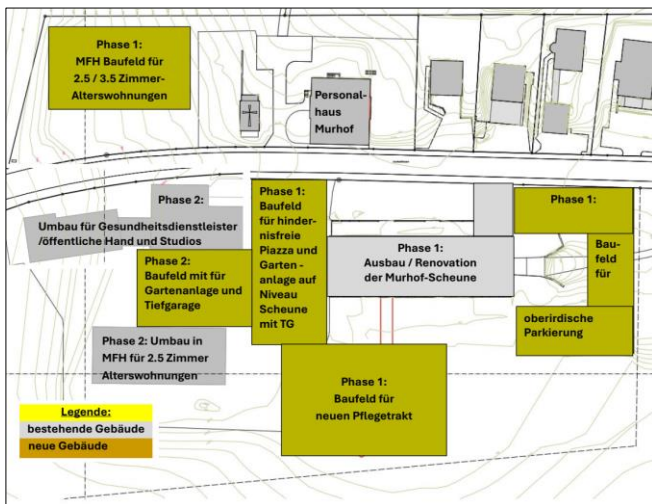 Phase 1:
MFH Baufeld für
2.5 / 3.5 Zimmer-
Alterswohnungen
Personal-
haus
Murhof
Phase 2:
Umbau für Gesundheitsdienstleister
/öffentliche Hand und Studios
Phase 2:
Baufeld mit für
Gartenanlage und
Tiefgarage
Phase 1:
Baufeld
für hinder-
nisfreie
Piazza und
Garten -
anlage auf
Niveau
Scheune
mit TG
Phase 1:
Ausbau / Renovation
der Murhof-Scheune
Phase 1:
Bau-
feld
für
oberirdische
Parkierung
Phase 2: Umbau in
MFH für 2.5 Zimmer
Alterswohnungen
Phase 1:
Baufeld für
neuen Pflegetrakt
Legende:
bestehende Gebäude
neue Gebäude